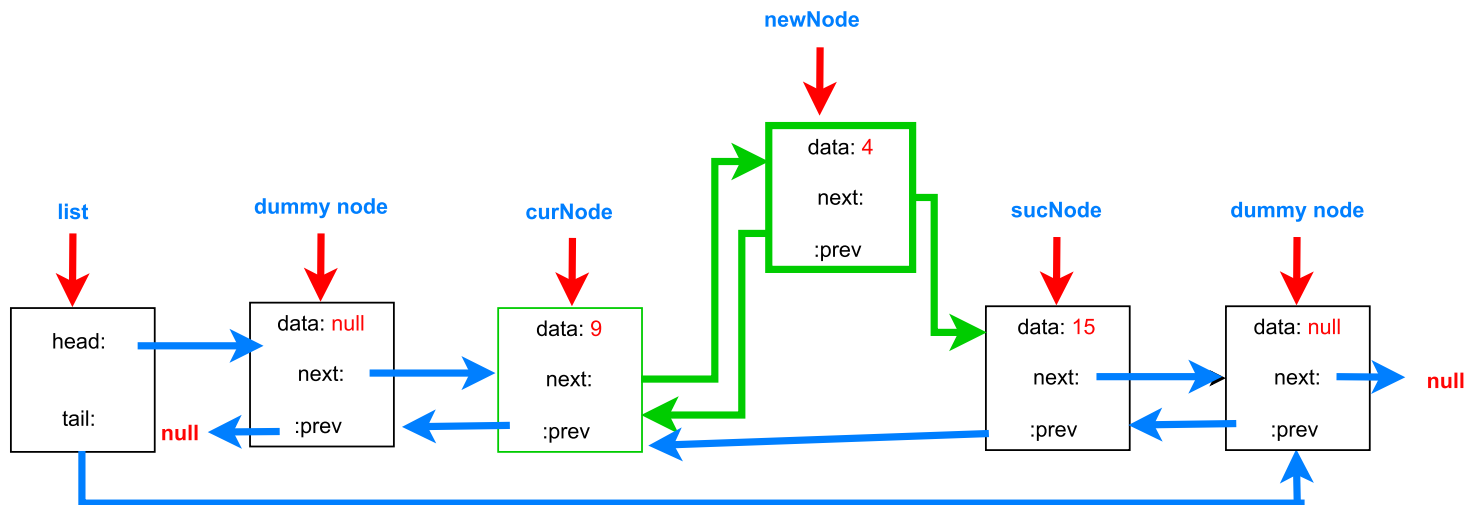 newNode
data: 4
next:
:prev
list
head:
tail:
null
dummy node
data: null
next:
:prev
curNode
data: 9
next:
:prev
sucNode
data: 15
next:
:prev
dummy node
data: null
next:
:prev
null